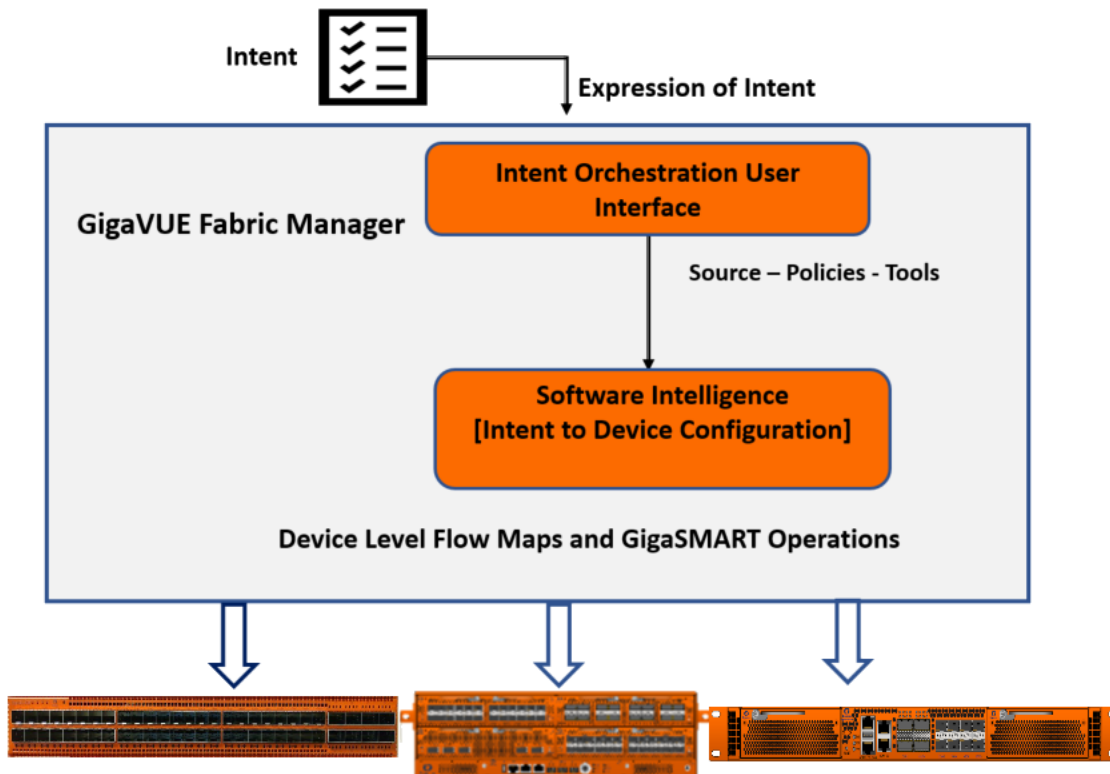 Intent
Expression of Intent
Intent Orchestration User
Interface
GigaVUE Fabric Manager
Source – Policies - Tools
Software Intelligence
[Intent to Device Configuration]
Device Level Flow Maps and GigaSMART Operations